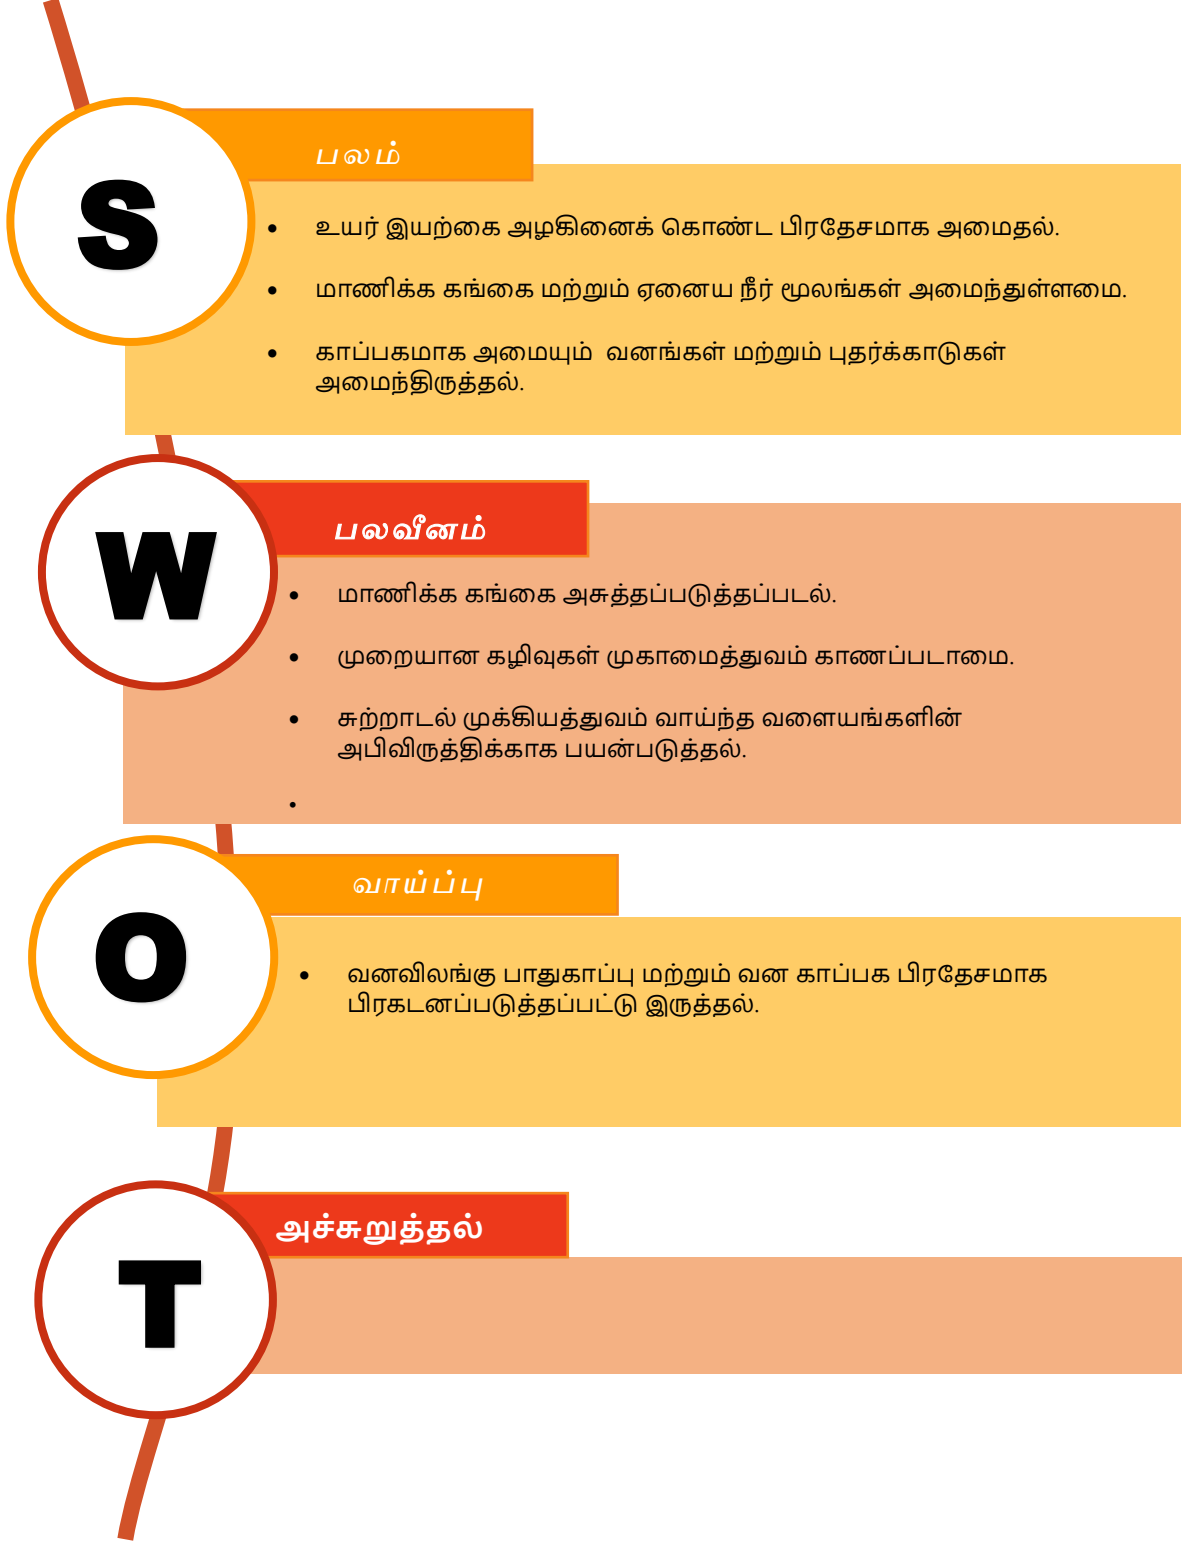 S
பலம்
• உயர் இயற்கை அழகினைக் கொண்ட பிரதேசமாக அமைதல்.
• மாணிக்க கங்கை மற்றும் ஏனைய நீர் மூலங்கள் அமைந்துள்ளமை.
• காப்பகமாக அமையும் வனங்கள் மற்றும் புதர்க்காடுகள்
அமைந்திருத்தல்.
W
பலவீனம்
• மாணிக்க கங்கை அசுத்தப்படுத்தப்படல்.
• முறையான கழிவுகள் முகாமைத்துவம் காணப்படாமை.
• சுற்றாடல் முக்கியத்துவம் வாய்ந்த வளையங்களின்
அபிவிருத்திக்காக பயன்படுத்தல்.
•
O
வாய்ப்பு
• வனவிலங்கு பாதுகாப்பு மற்றும் வன காப்பக பிரதேசமாக
பிரகடனப்படுத்தப்பட்டு இருத்தல்.
T
அச்சுறுத்தல்